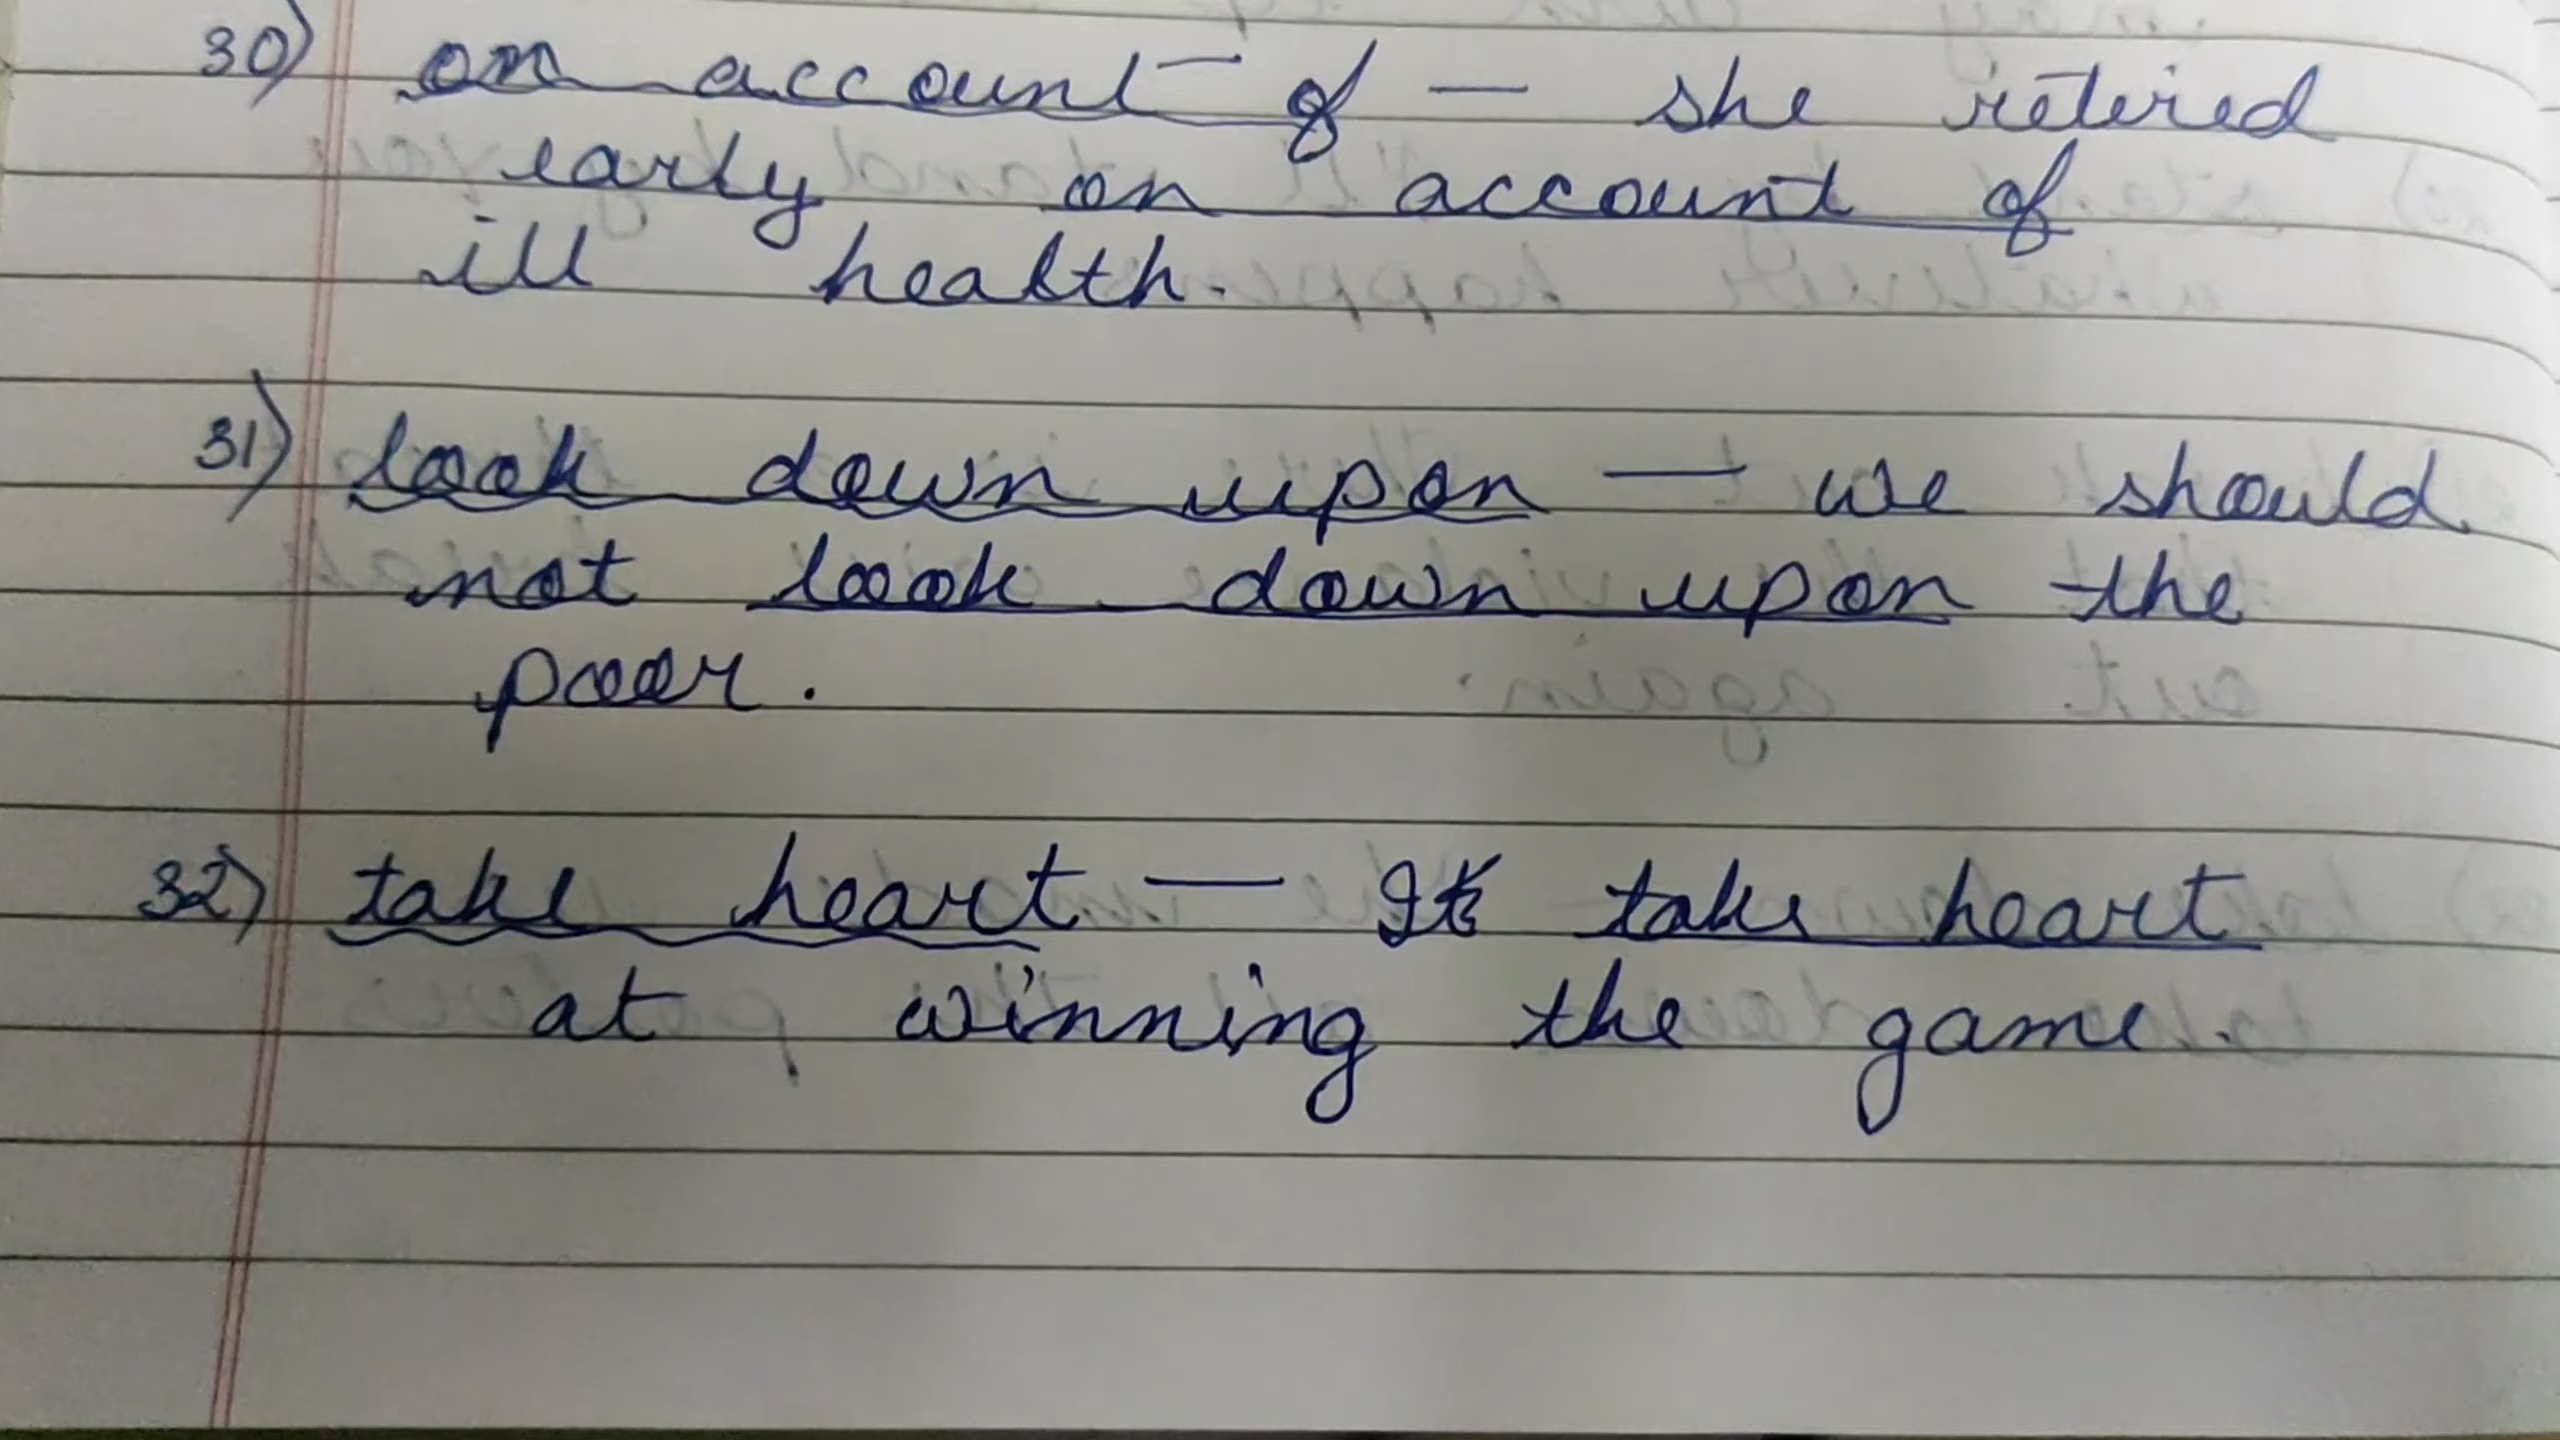 30) on account of — she retired
early on account of
ill health.
31) look down upon — we should
not look down upon the
poor.
32) take heart — It take heart
at winning the game.